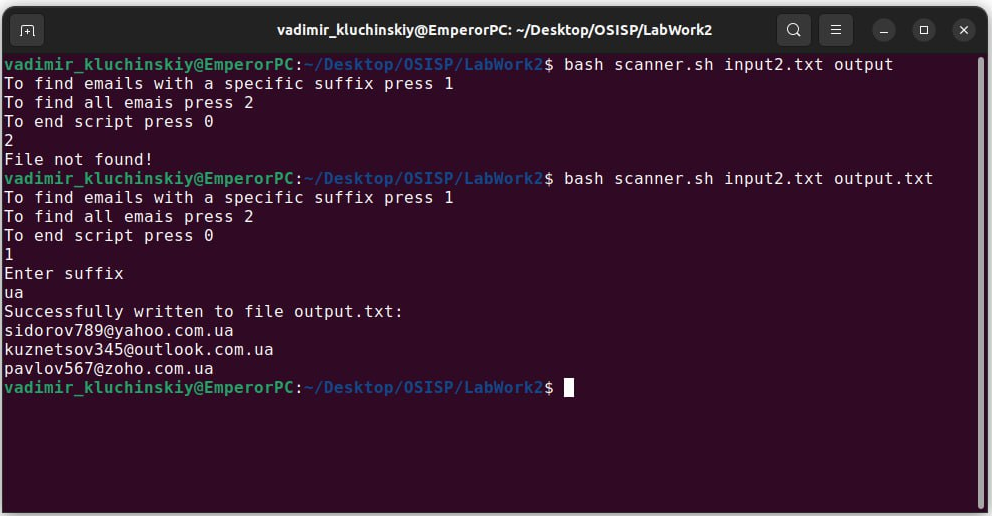 vadimir_kluchinskiy@EmperorPC: ~/Desktop/OSISP/LabWork2
vadimir_kluchinskiy@EmperorPC:~/Desktop/OSISP/LabWork2$ bash scanner.sh input2.txt output
To find emails with a specific suffix press 1
To find all emais press 2
To end script press 0
2
File not found!
vadimir_kluchinskiy@EmperorPC:~/Desktop/OSISP/LabWork2$ bash scanner.sh input2.txt output.txt
To find emails with a specific suffix press 1
To find all emais press 2
To end script press 0
1
Enter suffix
ua
Successfully written to file output.txt:
sidorov789@yahoo.com.ua
kuznetsov345@outlook.com.ua
pavlov567@zoho.com.ua
vadimir_kluchinskiy@EmperorPC:~/Desktop/OSISP/LabWork2$